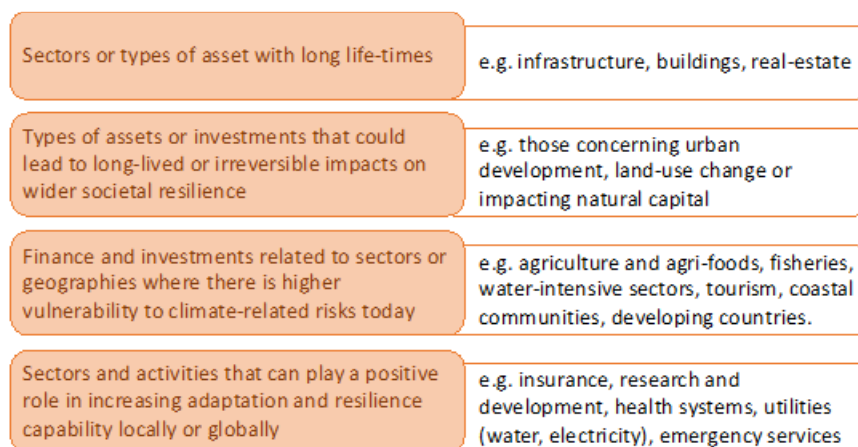 Sectors or types of asset with long life-times
e.g. infrastructure, buildings, real-estate
Types of assets or investments that could
lead to long-lived or irreversible impacts on
wider societal resilience
e.g. those concerning urban
development, land-use change or
impacting natural capital
Finance and investments related to sectors or
geographies where there is higher
vulnerability to climate-related risks today
e.g. agriculture and agri-foods, fisheries,
water-intensive sectors, tourism, coastal
communities, developing countries.
Sectors and activities that can play a positive
role in increasing adaptation and resilience
capability locally or globally
e.g. insurance, research and
development, health systems, utilities
(water, electricity), emergency services